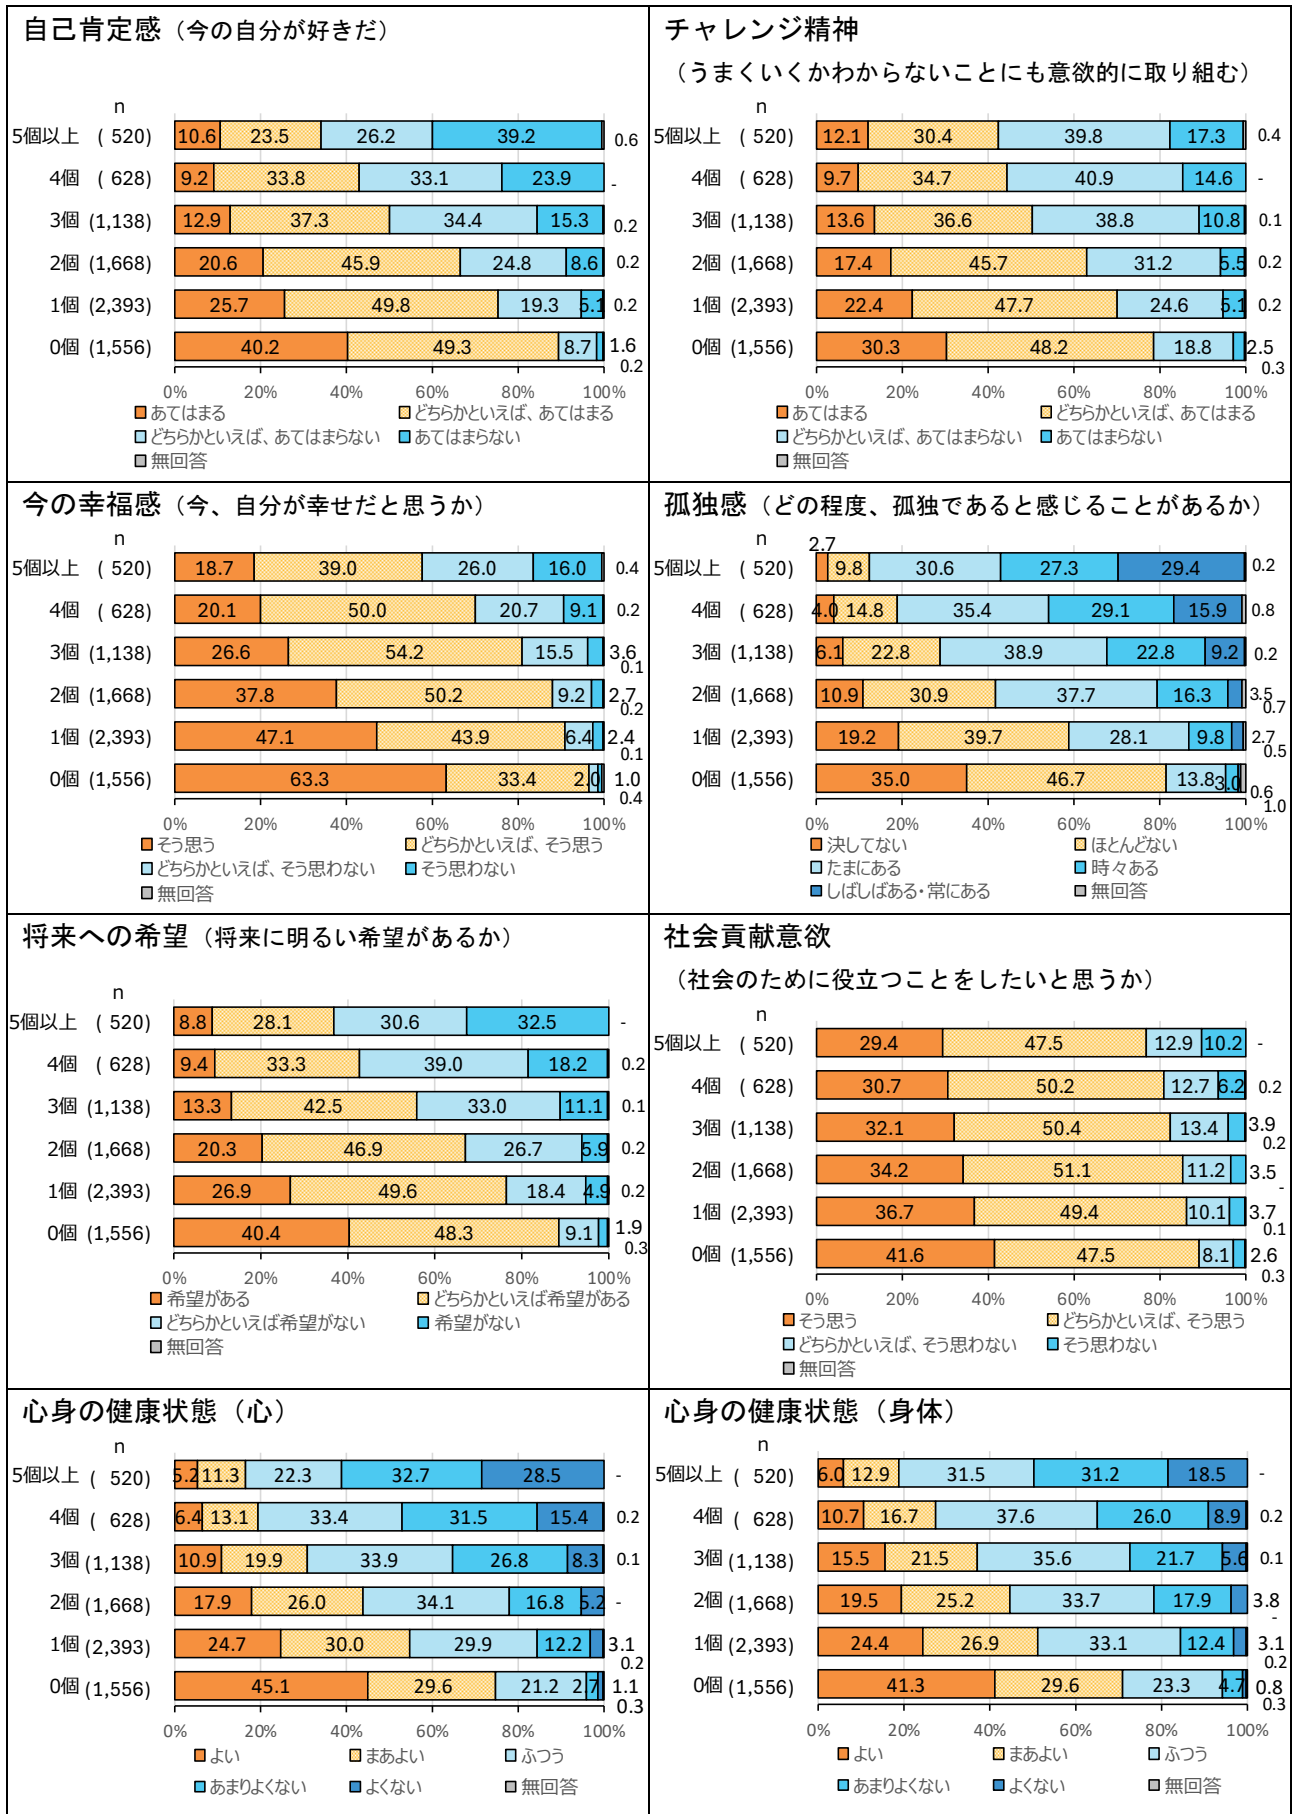 自己肯定感（今の自分が好きだ）
n
5個以上 ( 520) 10.6 23.5 26.2 39.2 0.6
4個 ( 628) 9.2 33.8 33.1 23.9 -
3個 (1,138) 12.9 37.3 34.4 15.3 0.2
2個 (1,668) 20.6 45.9 24.8 8.6 0.2
1個 (2,393) 25.7 49.8 19.3 5.1 0.2
0個 (1,556) 40.2 49.3 8.7 1.6 0.2
0% 20% 40% 60% 80% 100%
あてはまる どちらかといえば、あてはまる
どちらかといえば、あてはまらない あてはまらない
無回答
チャレンジ精神
（うまくいくかわからないことにも意欲的に取り組む）
n
5個以上 ( 520) 12.1 30.4 39.8 17.3 0.4
4個 ( 628) 9.7 34.7 40.9 14.6 -
3個 (1,138) 13.6 36.6 38.8 10.8 0.1
2個 (1,668) 17.4 45.7 31.2 5.5 0.2
1個 (2,393) 22.4 47.7 24.6 5.1 0.2
0個 (1,556) 30.3 48.2 18.8 2.5 0.3
0% 20% 40% 60% 80% 100%
あてはまる どちらかといえば、あてはまる
どちらかといえば、あてはまらない あてはまらない
無回答
今の幸福感（今、自分が幸せだと思うか）
n
5個以上 ( 520) 18.7 39.0 26.0 16.0 0.4
4個 ( 628) 20.1 50.0 20.7 9.1 0.2
3個 (1,138) 26.6 54.2 15.5 3.6 0.1
2個 (1,668) 37.8 50.2 9.2 2.7 0.2
1個 (2,393) 47.1 43.9 6.4 2.4 0.1
0個 (1,556) 63.3 33.4 2.0 1.0 0.4
0% 20% 40% 60% 80% 100%
そう思う どちらかといえば、そう思う
どちらかといえば、そう思わない そう思わない
無回答
孤独感（どの程度、孤独であると感じることがあるか）
n
5個以上 ( 520) 2.7 9.8 30.6 27.3 29.4 0.2
4個 ( 628) 4.0 14.8 35.4 29.1 15.9 0.8
3個 (1,138) 6.1 22.8 38.9 22.8 9.2 0.2
2個 (1,668) 10.9 30.9 37.7 16.3 3.5 0.7
1個 (2,393) 19.2 39.7 28.1 9.8 2.7 0.5
0個 (1,556) 35.0 46.7 13.8 3.0 0.6 1.0
0% 20% 40% 60% 80% 100%
決してない ほとんどない
たまにある 時々ある
しばしばある・常にある 無回答
将来への希望（将来に明るい希望があるか）
n
5個以上 ( 520) 8.8 28.1 30.6 32.5 -
4個 ( 628) 9.4 33.3 39.0 18.2 0.2
3個 (1,138) 13.3 42.5 33.0 11.1 0.1
2個 (1,668) 20.3 46.9 26.7 5.9 0.2
1個 (2,393) 26.9 49.6 18.4 4.9 0.2
0個 (1,556) 40.4 48.3 9.1 1.9 0.3
0% 20% 40% 60% 80% 100%
希望がある どちらかといえば希望がある
どちらかといえば希望がない 希望がない
無回答
社会貢献意欲
（社会のために役立つことをしたいと思うか）
n
5個以上 ( 520) 29.4 47.5 12.9 10.2 -
4個 ( 628) 30.7 50.2 12.7 6.2 0.2
3個 (1,138) 32.1 50.4 13.4 3.9 0.2
2個 (1,668) 34.2 51.1 11.2 3.5 -
1個 (2,393) 36.7 49.4 10.1 3.7 0.1
0個 (1,556) 41.6 47.5 8.1 2.6 0.3
0% 20% 40% 60% 80% 100%
そう思う どちらかといえば、そう思う
どちらかといえば、そう思わない そう思わない
無回答
心身の健康状態（心）
n
5個以上 ( 520) 5.2 11.3 22.3 32.7 28.5 -
4個 ( 628) 6.4 13.1 33.4 31.5 15.4 0.2
3個 (1,138) 10.9 19.9 33.9 26.8 8.3 0.1
2個 (1,668) 17.9 26.0 34.1 16.8 5.2 -
1個 (2,393) 24.7 30.0 29.9 12.2 3.1 0.2
0個 (1,556) 45.1 29.6 21.2 2.7 1.1 0.3
0% 20% 40% 60% 80% 100%
よい まあよい ふつう
あまりよくない よくない 無回答
心身の健康状態（身体）
n
5個以上 ( 520) 6.0 12.9 31.5 31.2 18.5 -
4個 ( 628) 10.7 16.7 37.6 26.0 8.9 0.2
3個 (1,138) 15.5 21.5 35.6 21.7 5.6 0.1
2個 (1,668) 19.5 25.2 33.7 17.9 3.8 -
1個 (2,393) 24.4 26.9 33.1 12.4 3.1 0.2
0個 (1,556) 41.3 29.6 23.3 4.7 0.8 0.3
0% 20% 40% 60% 80% 100%
よい まあよい ふつう
あまりよくない よくない 無回答